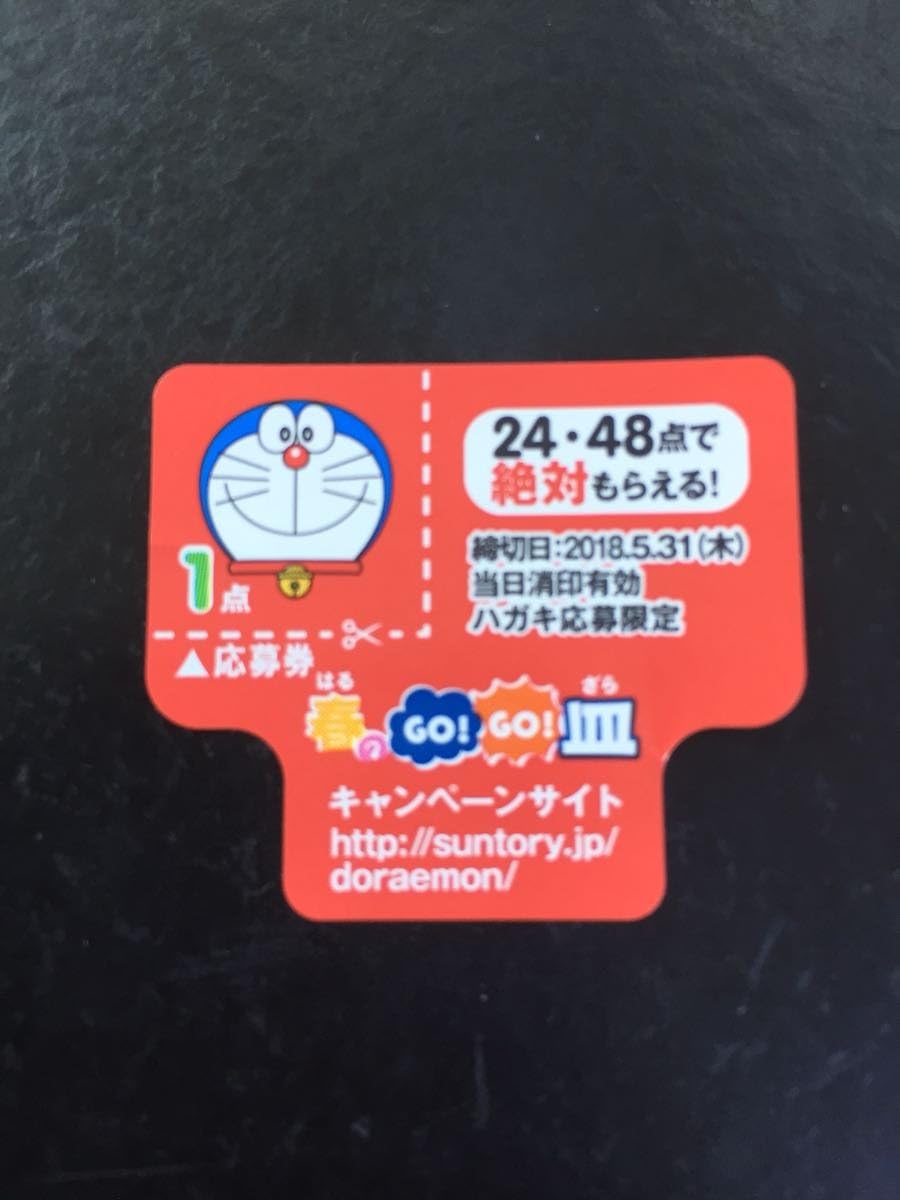 1点
▲応募券
24・48点で
絶対もらえる!
締切日:2018.5.31(木)
当日消印有効
ハガキ応募限定
はる ざら
春のGO!GO!皿
キャンペーンサイト
http://suntory.jp/
doraemon/